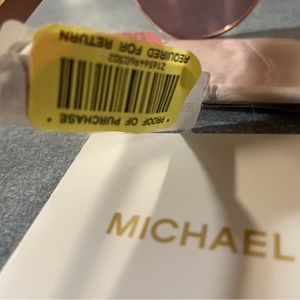 • PROOF OF PURCHASE •
REQUIRED FOR RETURN
MICHAEL